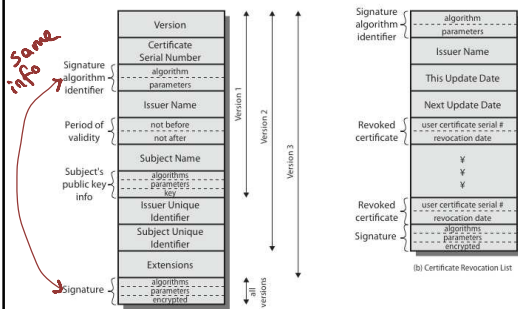 same
info
Version
Certificate
Serial Number
Signature
algorithm
identifier
algorithm
parameters
Issuer Name
Period of
validity
not before
not after
Subject Name
Subject's
public key
info
algorithms
parameters
key
Issuer Unique
Identifier
Subject Unique
Identifier
Extensions
Signature
algorithms
parameters
encrypted
Version 1
Version 2
Version 3
all
versions
Signature
algorithm
identifier
algorithm
parameters
Issuer Name
This Update Date
Next Update Date
Revoked
certificate
user certificate serial #
revocation date
¥
¥
¥
Revoked
certificate
user certificate serial #
revocation date
Signature
algorithms
parameters
encrypted
(b) Certificate Revocation List